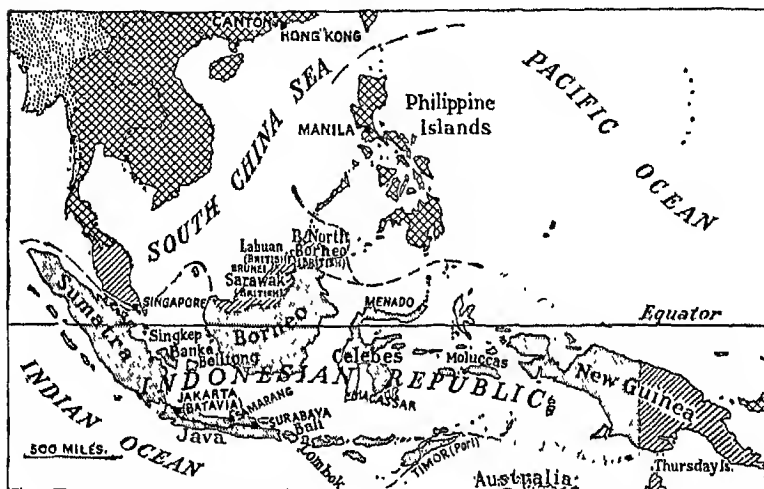 CANTON
HONG KONG
PACIFIC OCEAN
SOUTH CHINA SEA
Philippine
Islands
MANILA
B. North
Borneo
(BRITISH)
Labuan
(BRITISH)
BRUNEI
Sarawak
(BRITISH)
SINGAPORE
MENADO
Equator
Sumatra
Singkep
Banka
Billitong
Borneo
Celebes
Moluccas
New Guinea
INDONESIAN REPUBLIC
MACASSAR
INDIAN OCEAN
JAKARTA
(BATAVIA)
SAMARANG
SURABAYA
Bali
Java
Lombok
TIMOR (Port)
500 MILES.
Thursday Is.
Australia